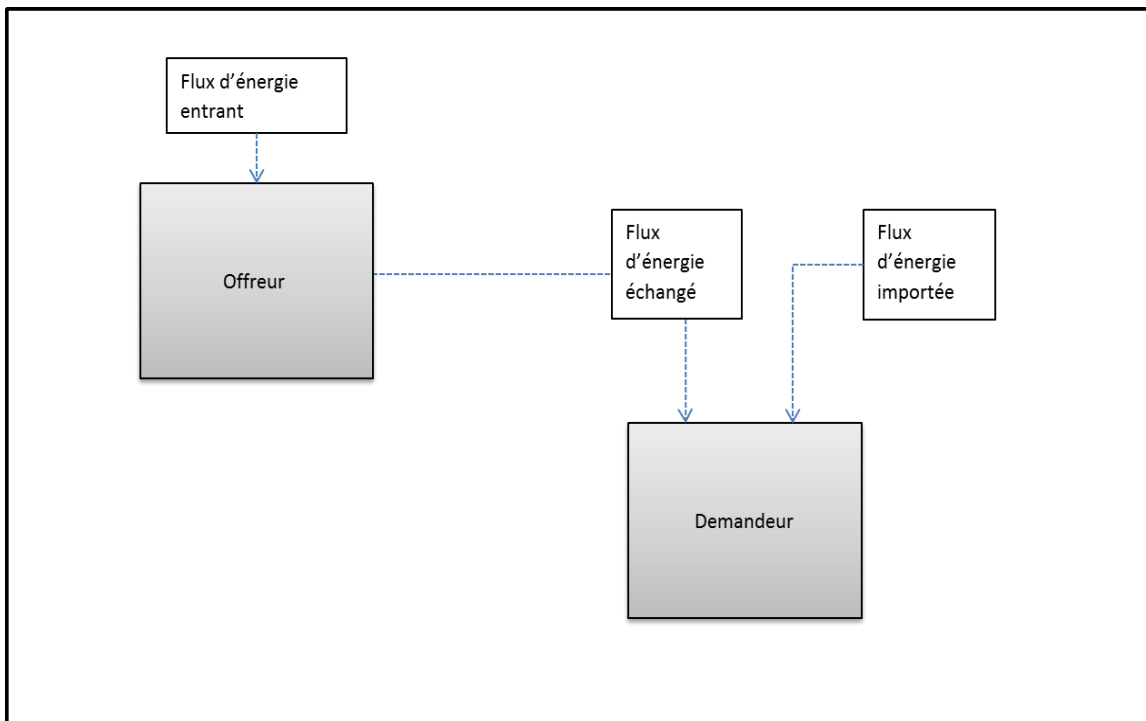 Flux d’énergie
entrant
Offreur
Flux
d’énergie
échangé
Flux
d’énergie
importée
Demandeur